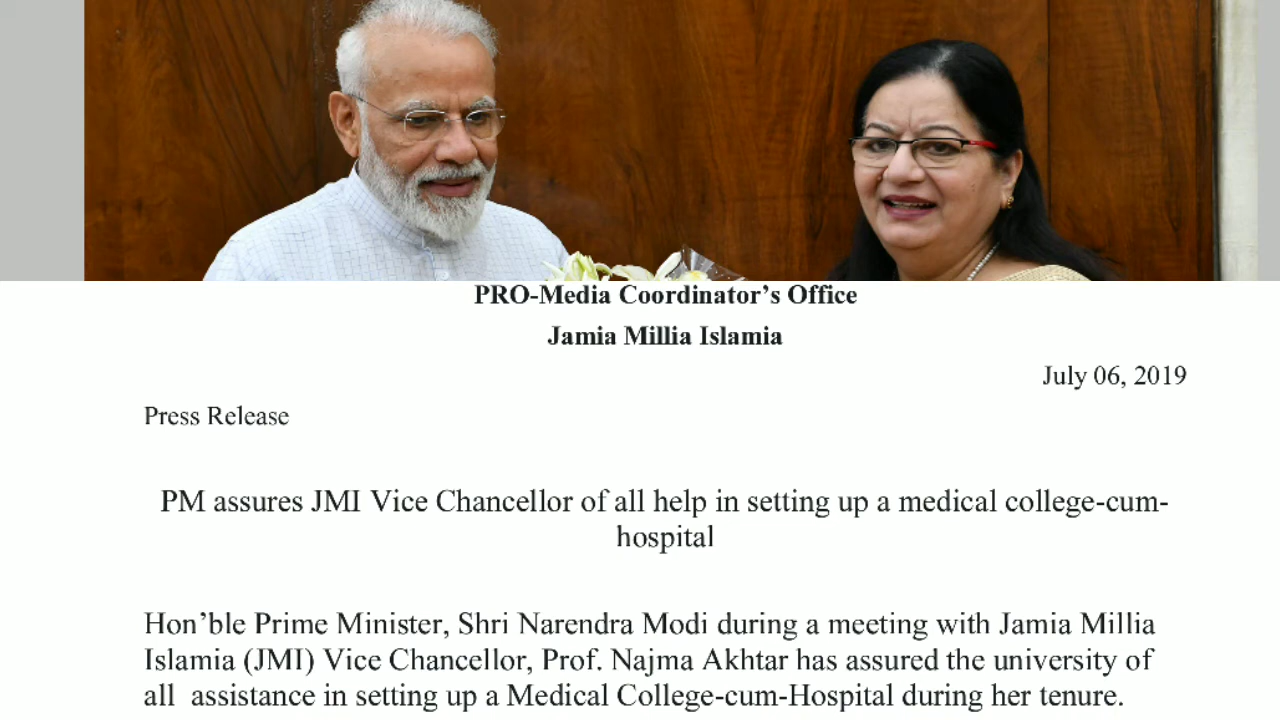 PRO-Media Coordinator’s Office
Jamia Millia Islamia
July 06, 2019
Press Release
PM assures JMI Vice Chancellor of all help in setting up a medical college-cum-
hospital
Hon’ble Prime Minister, Shri Narendra Modi during a meeting with Jamia Millia
Islamia (JMI) Vice Chancellor, Prof. Najma Akhtar has assured the university of
all  assistance in setting up a Medical College-cum-Hospital during her tenure.